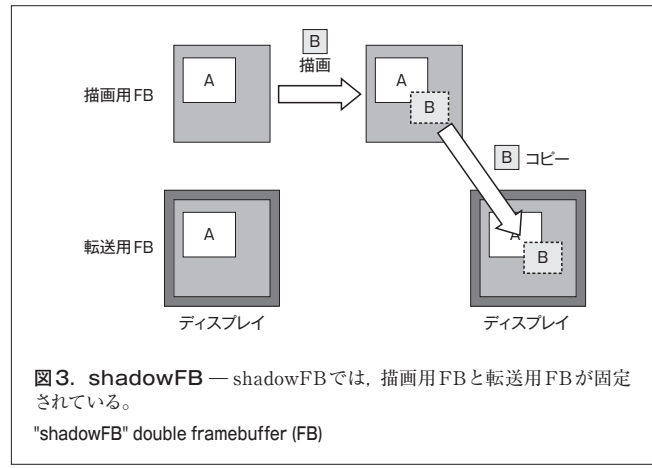 B
描画
描画用FB
A
A
B
B コピー
転送用FB
A
A
B
ディスプレイ
ディスプレイ
図3. shadowFB — shadowFBでは，描画用FBと転送用FBが固定
されている。
"shadowFB" double framebuffer (FB)